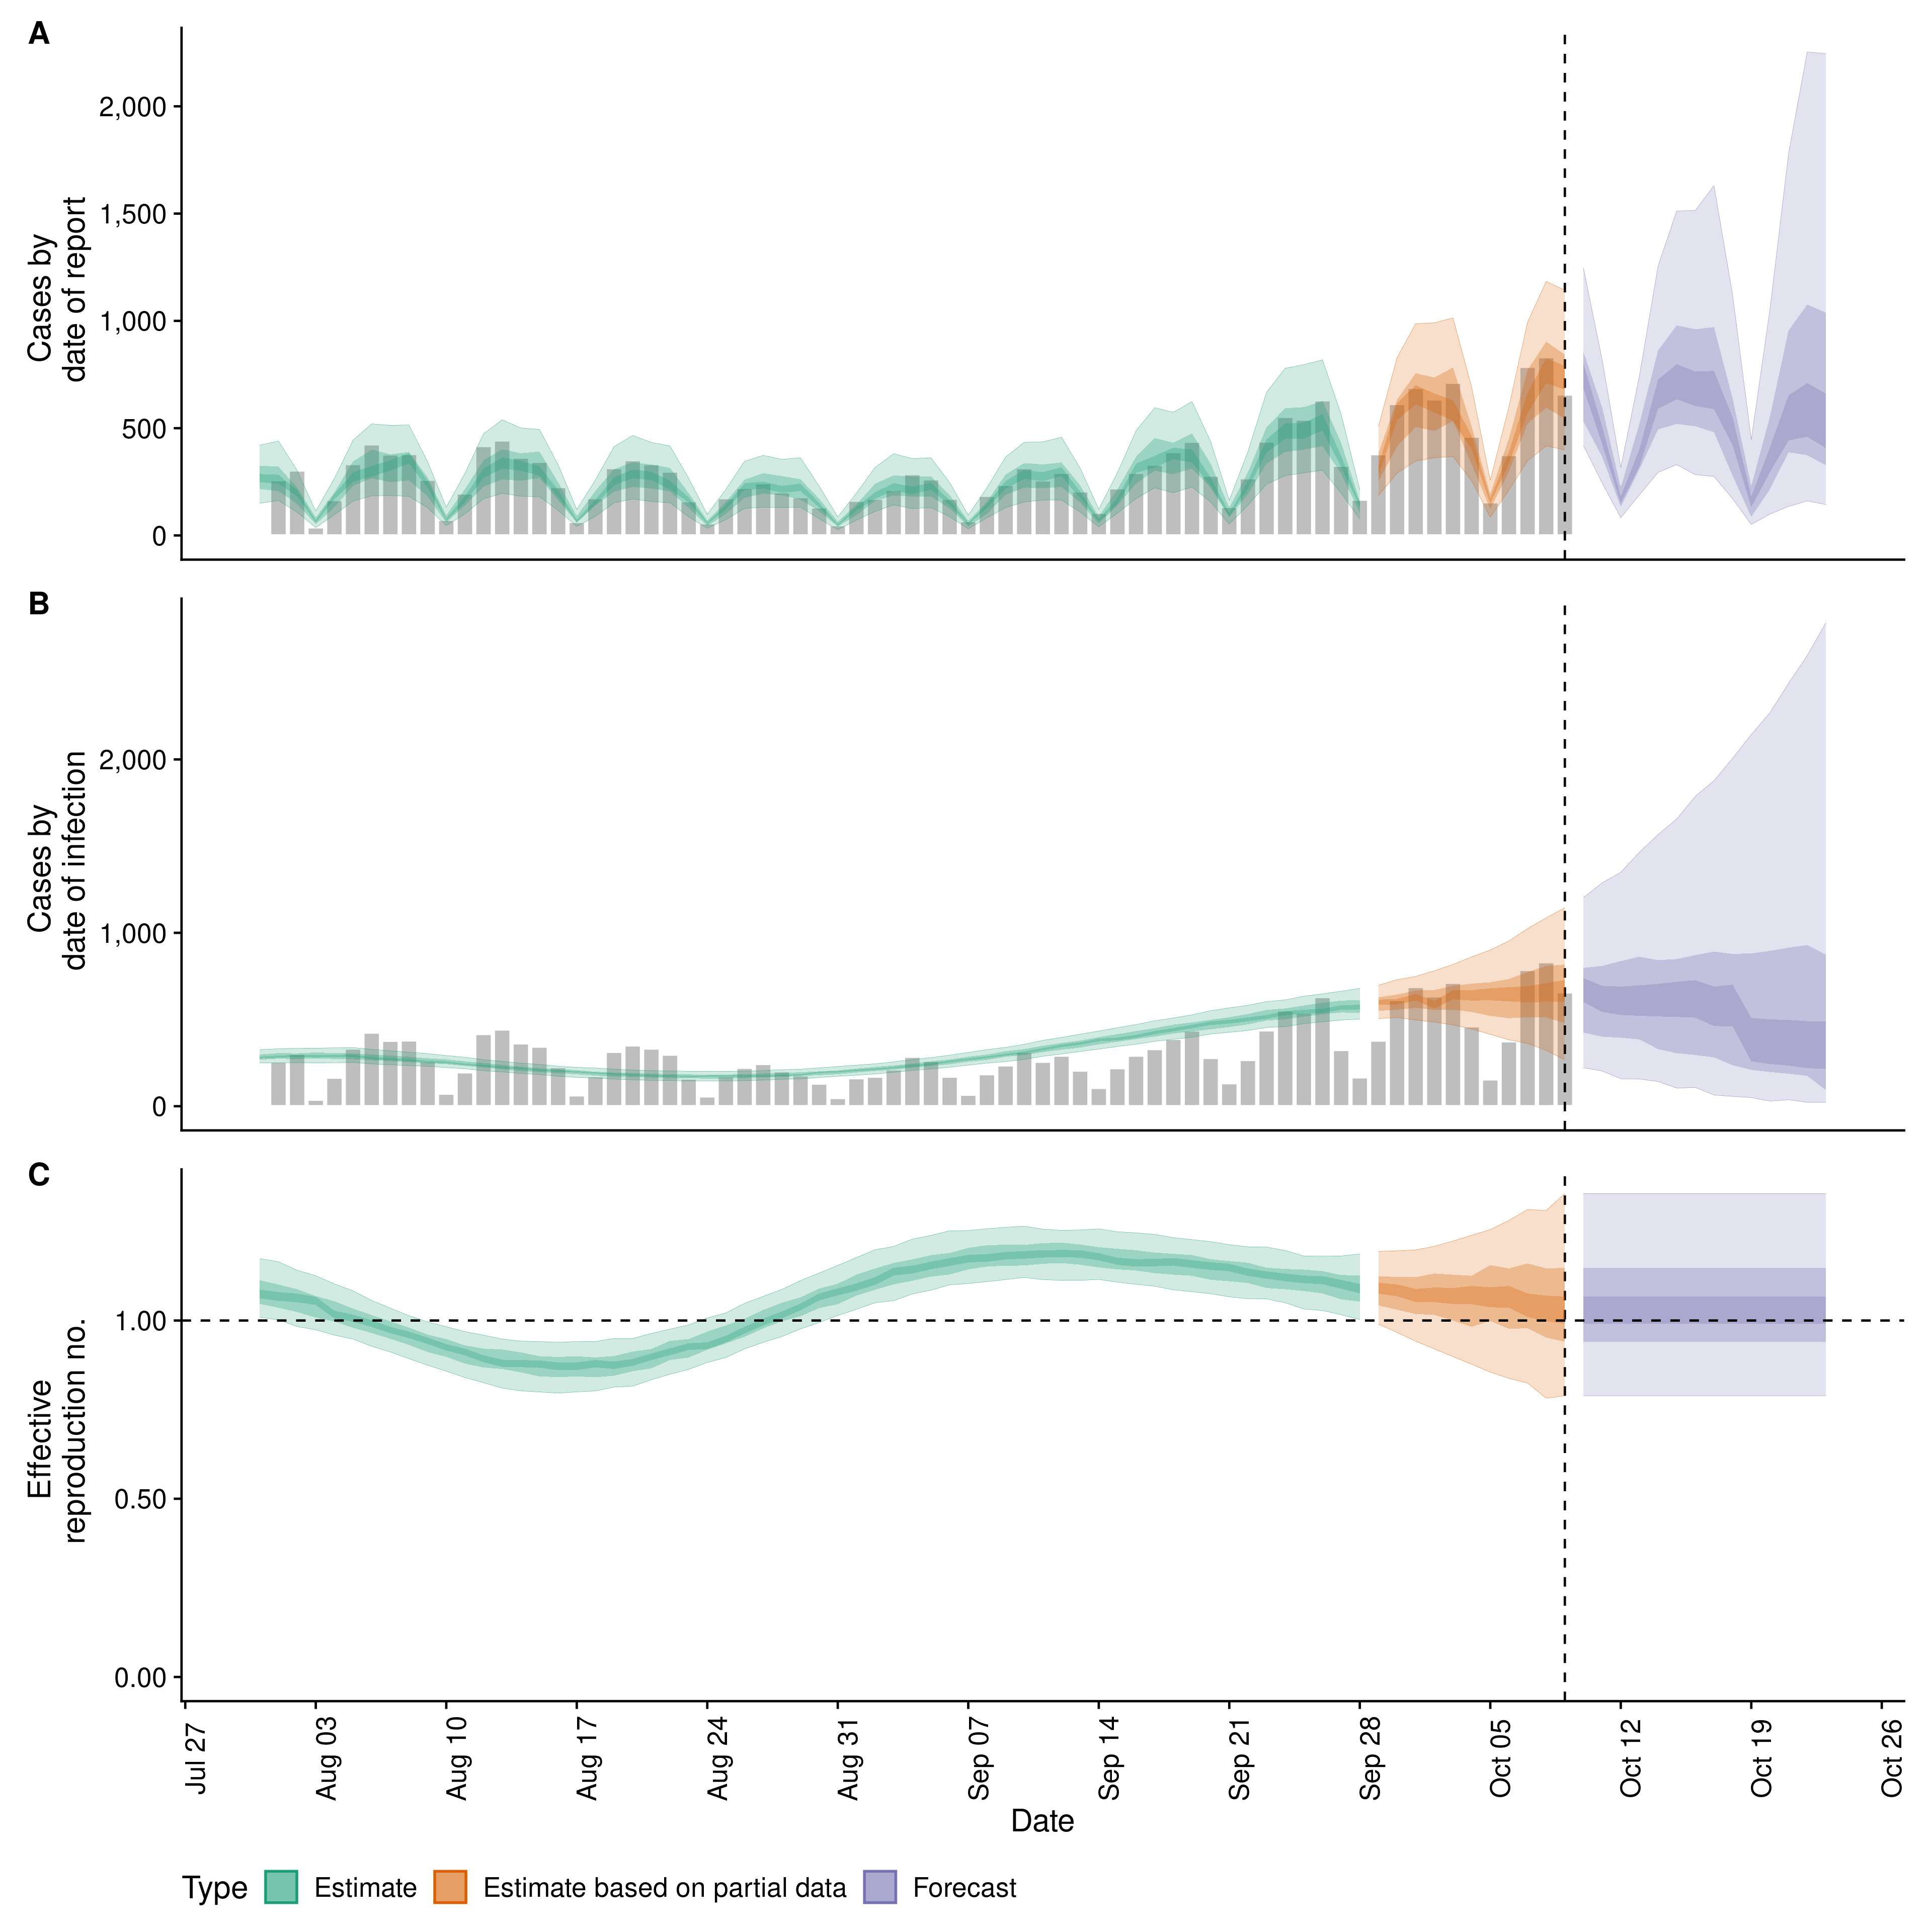 A
Cases by
date of report
2,000
1,500
1,000
500
0
B
Cases by
date of infection
2,000
1,000
0
C
Effective
reproduction no.
1.00
0.50
0.00
Jul 27
Aug 03
Aug 10
Aug 17
Aug 24
Aug 31
Sep 07
Sep 14
Sep 21
Sep 28
Oct 05
Oct 12
Oct 19
Oct 26
Date
Type Estimate Estimate based on partial data Forecast